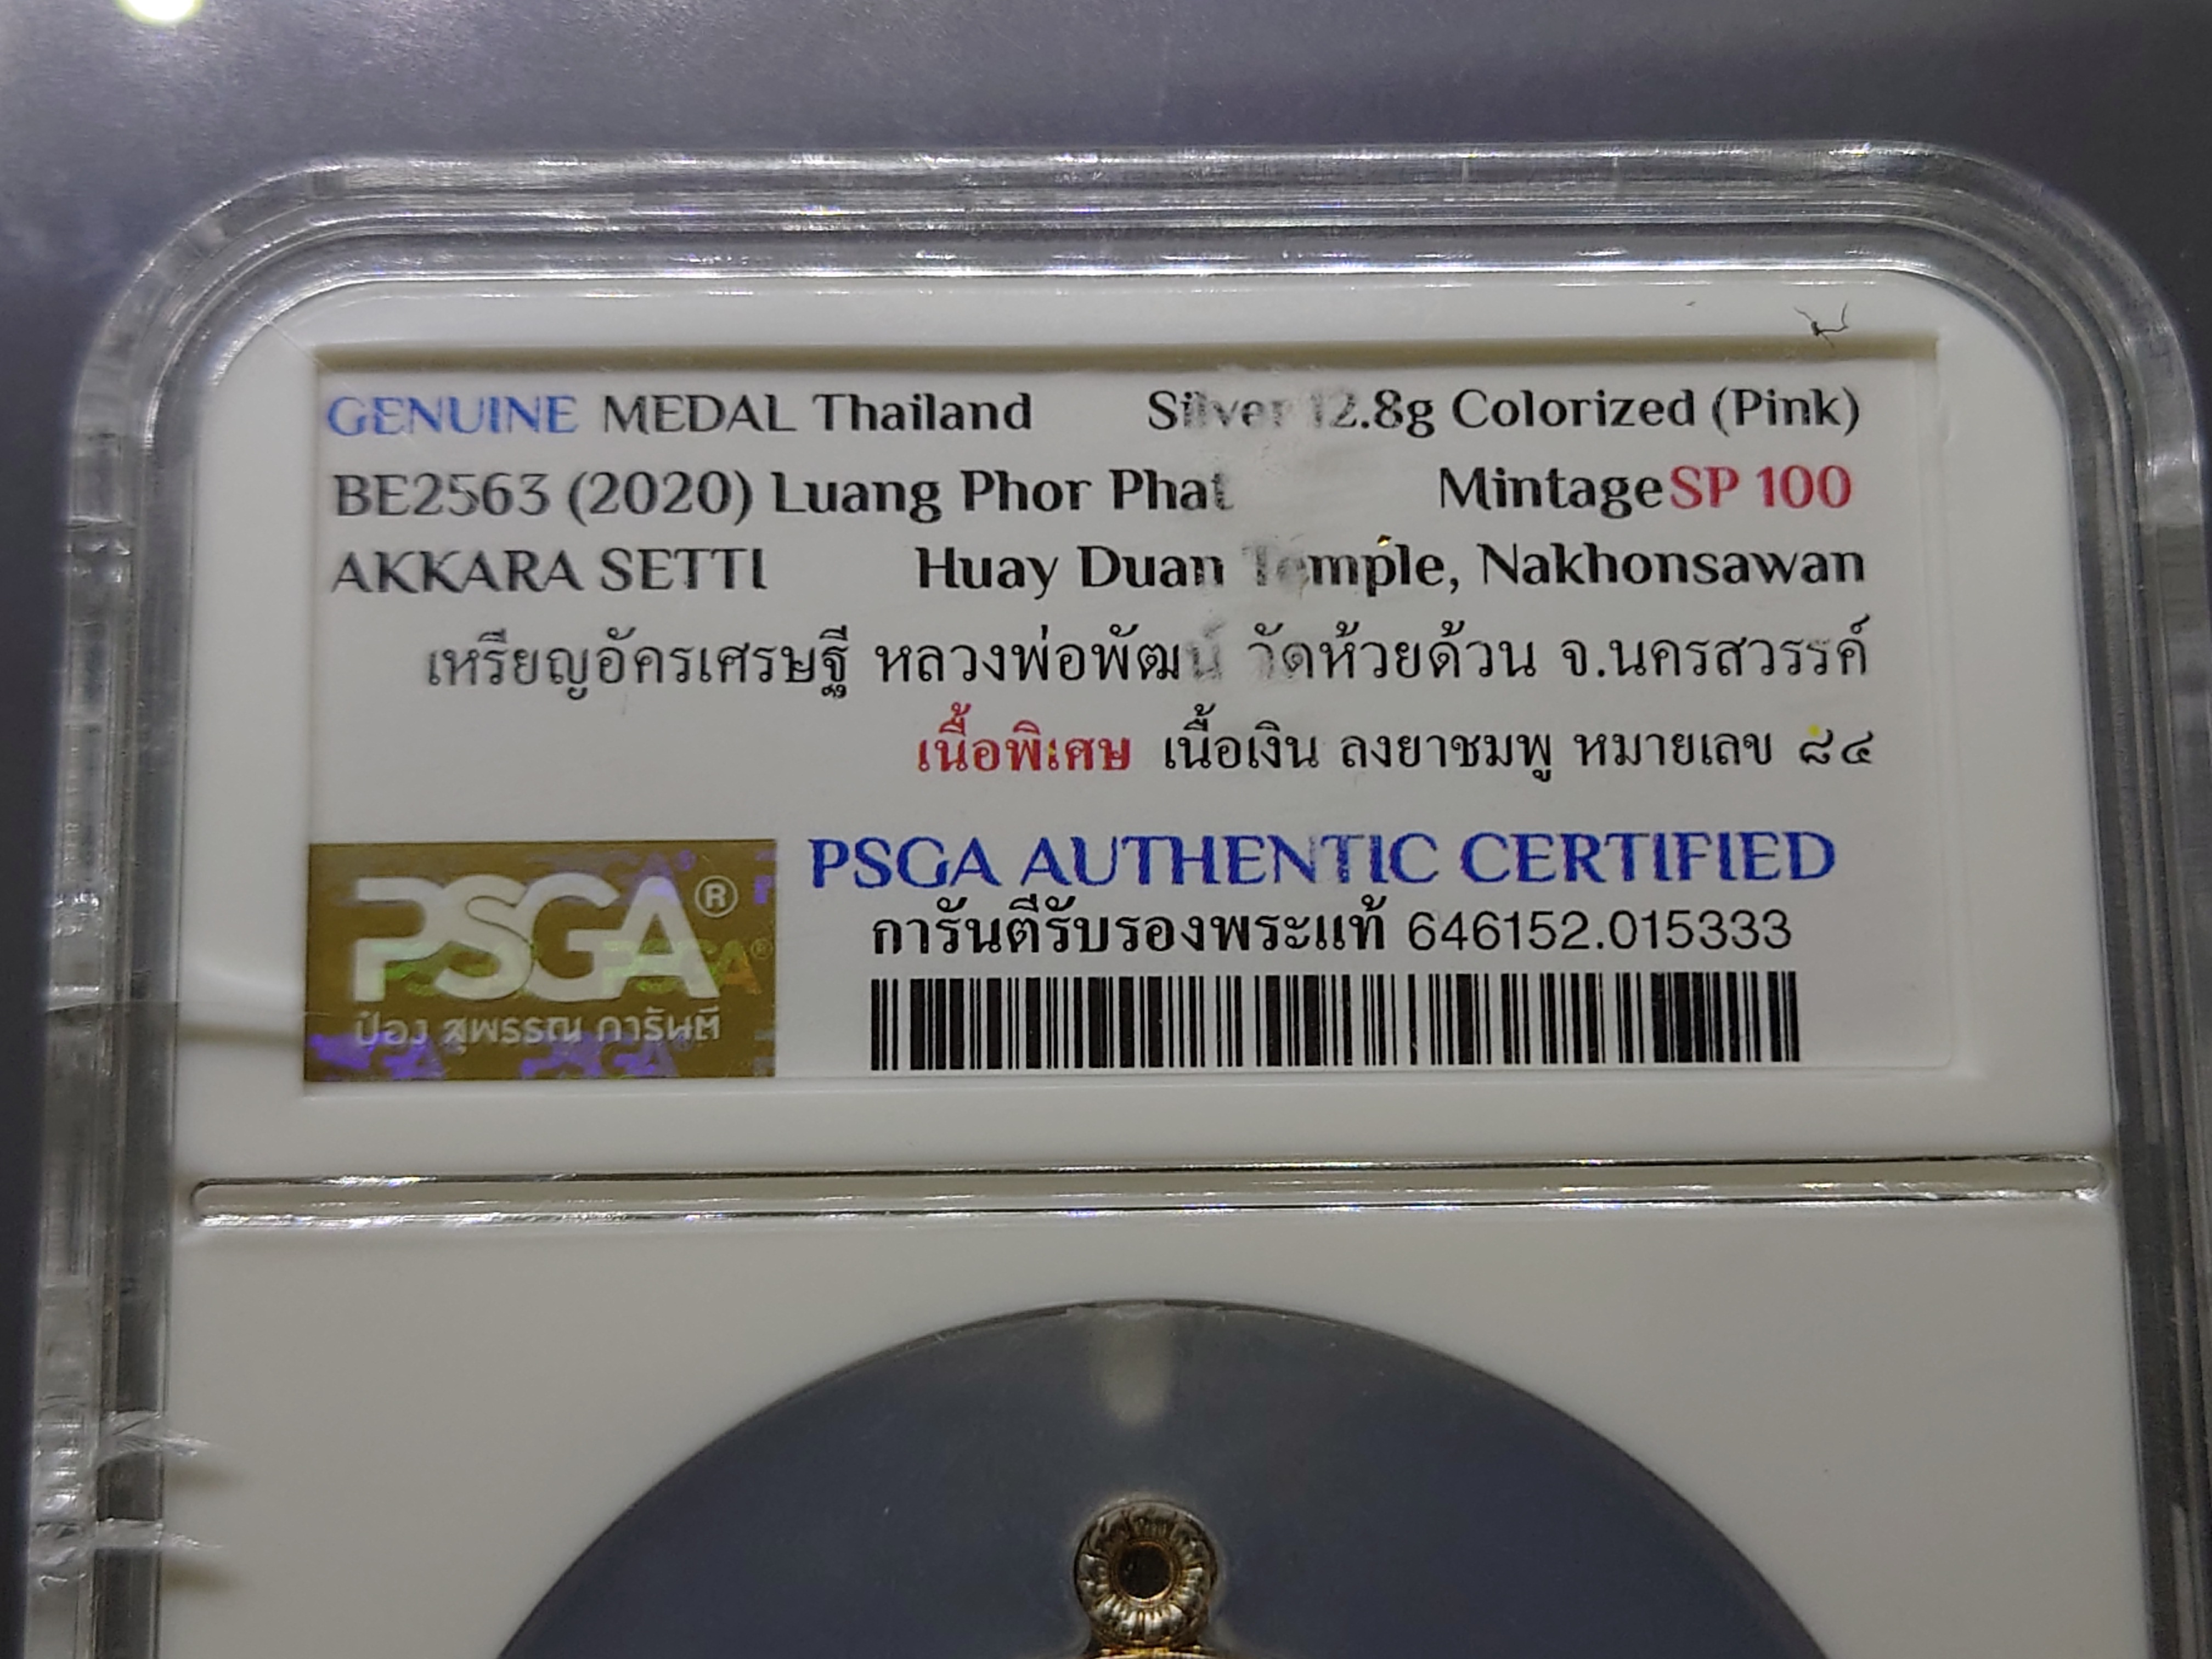 GENUINE MEDAL Thailand Silver 12.8g Colorized (Pink)
BE2563 (2020) Luang Phor Phat Mintage SP 100
AKKARA SETTI Huay Duan Temple, Nakhonsawan
เหรียญอัครเศรษฐี หลวงพ่อพัฒน์ วัดห้วยด้วน จ.นครสวรรค์
เนื้อพิเศษ เนื้อเงิน ลงยาชมพู หมายเลข ๘๔
PSGA AUTHENTIC CERTIFIED
การันตีรับรองพระแท้ 646152.015333
PSGA®
ป๋อง สุพรรณ การันตี